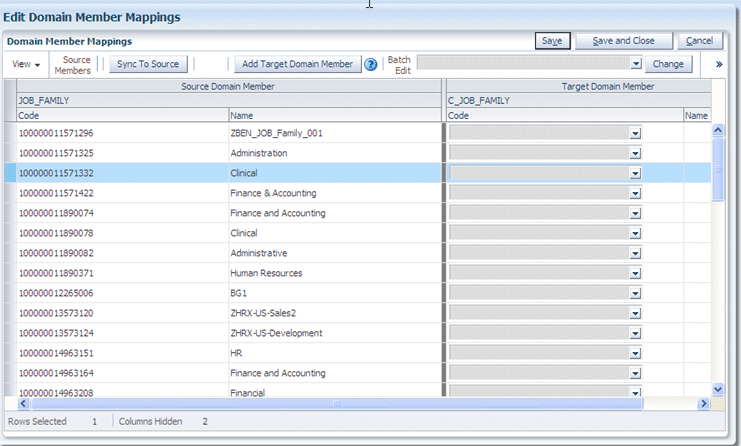 Edit Domain Member Mappings
Domain Member Mappings Save Save and Close Cancel
View Source Members Sync To Source Add Target Domain Member ? Batch Edit Change »
Source Domain Member Target Domain Member
JOB_FAMILY C_JOB_FAMILY
Code Name Code Name
100000011571296 ZBEN_JOB_Family_001
100000011571325 Administration
100000011571332 Clinical
100000011571422 Finance & Accounting
100000011890074 Finance and Accounting
100000011890078 Clinical
100000011890082 Administrative
100000011890371 Human Resources
100000012265006 BG1
100000013573120 ZHRX-US-Sales2
100000013573124 ZHRX-US-Development
100000014963151 HR
100000014963164 Finance and Accounting
100000014963208 Financial
Rows Selected 1 Columns Hidden 2